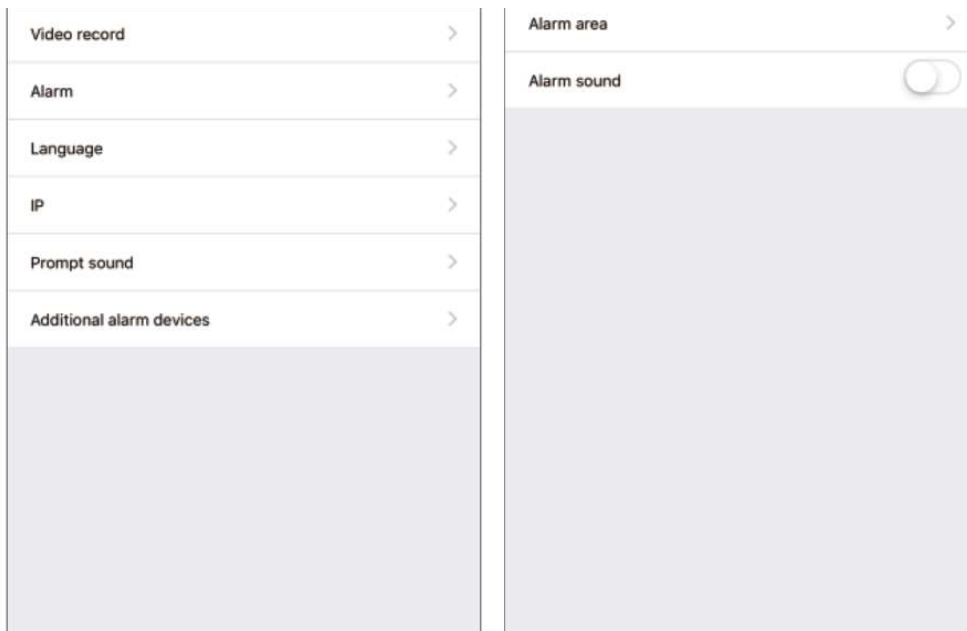 Video record
Alarm
Language
IP
Prompt sound
Additional alarm devices
Alarm area
Alarm sound